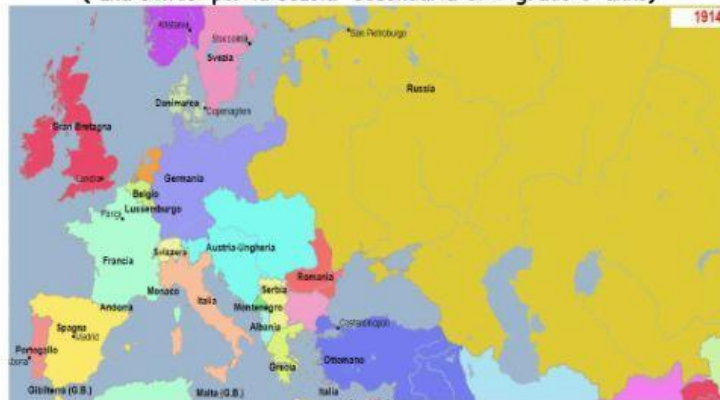 1914
Kristiania
Stoccolma
San Pietroburgo
Svezia
Russia
Danimarca
Copenaghen
Gran Bretagna
Germania
Londra
Belgio
Lussemburgo
Parigi
Svizzera
Austria-Ungheria
Francia
Romania
Monaco
Serbia
Andorra
Italia
Montenegro
Spagna
Albania
Costantinopoli
Madrid
Portogallo
Grecia
Ottomano
Gibilterra (G.B.)
Malta (G.B.)
Italia